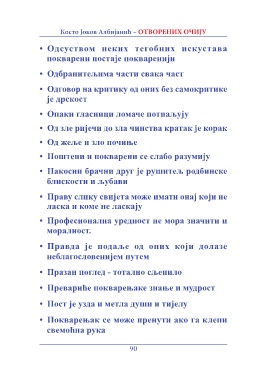 Косто Јоков Албијанић – ОТВОРЕНИХ ОЧИЈУ
• Одсуством неких тегобних искустава
покварени постаје поквареннји
• Одбранитељима части свака част
• Одговор на критику од оних без самокритике
је дрскост
• Опаки гласници ломаче потпаљују
• Од зле ријечи до зла чинства кратак је корак
• Од жеље и зло почиње
• Поштени и покварени се слабо разумију
• Пакосни брачни друг је рушитељ родбинске
блискости и љубави
• Праву слику свијета може имати онај који не
ласка и коме не ласкају
• Професионална уредност не мора значити и
моралност.
• Правда је подаље од оних који долазе
неблагословенијем путем
• Празан поглед - тотално сљепило
• Превариће покварењаке знање и мудрост
• Пост је узда и метла души и тијелу
• Покварењак се може пренути ако га клепи
свемоћна рука
90